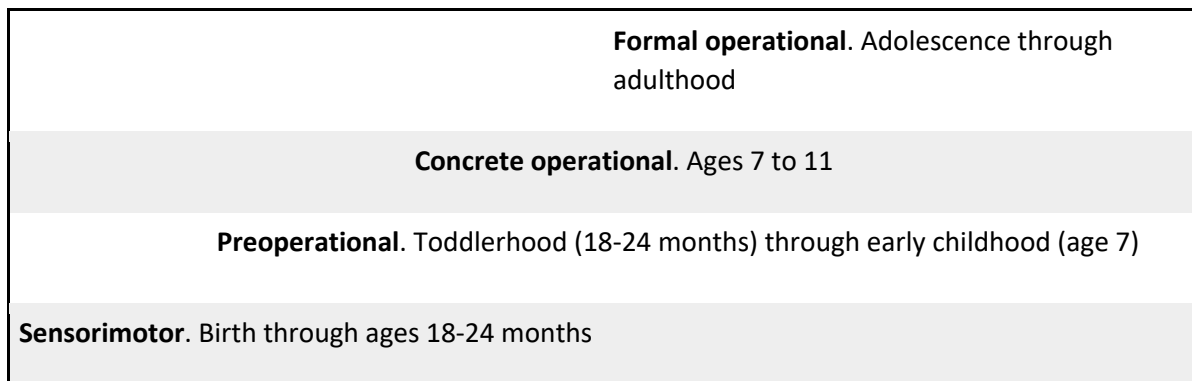 Formal operational. Adolescence through
adulthood
Concrete operational. Ages 7 to 11
Preoperational. Toddlerhood (18-24 months) through early childhood (age 7)
Sensorimotor. Birth through ages 18-24 months